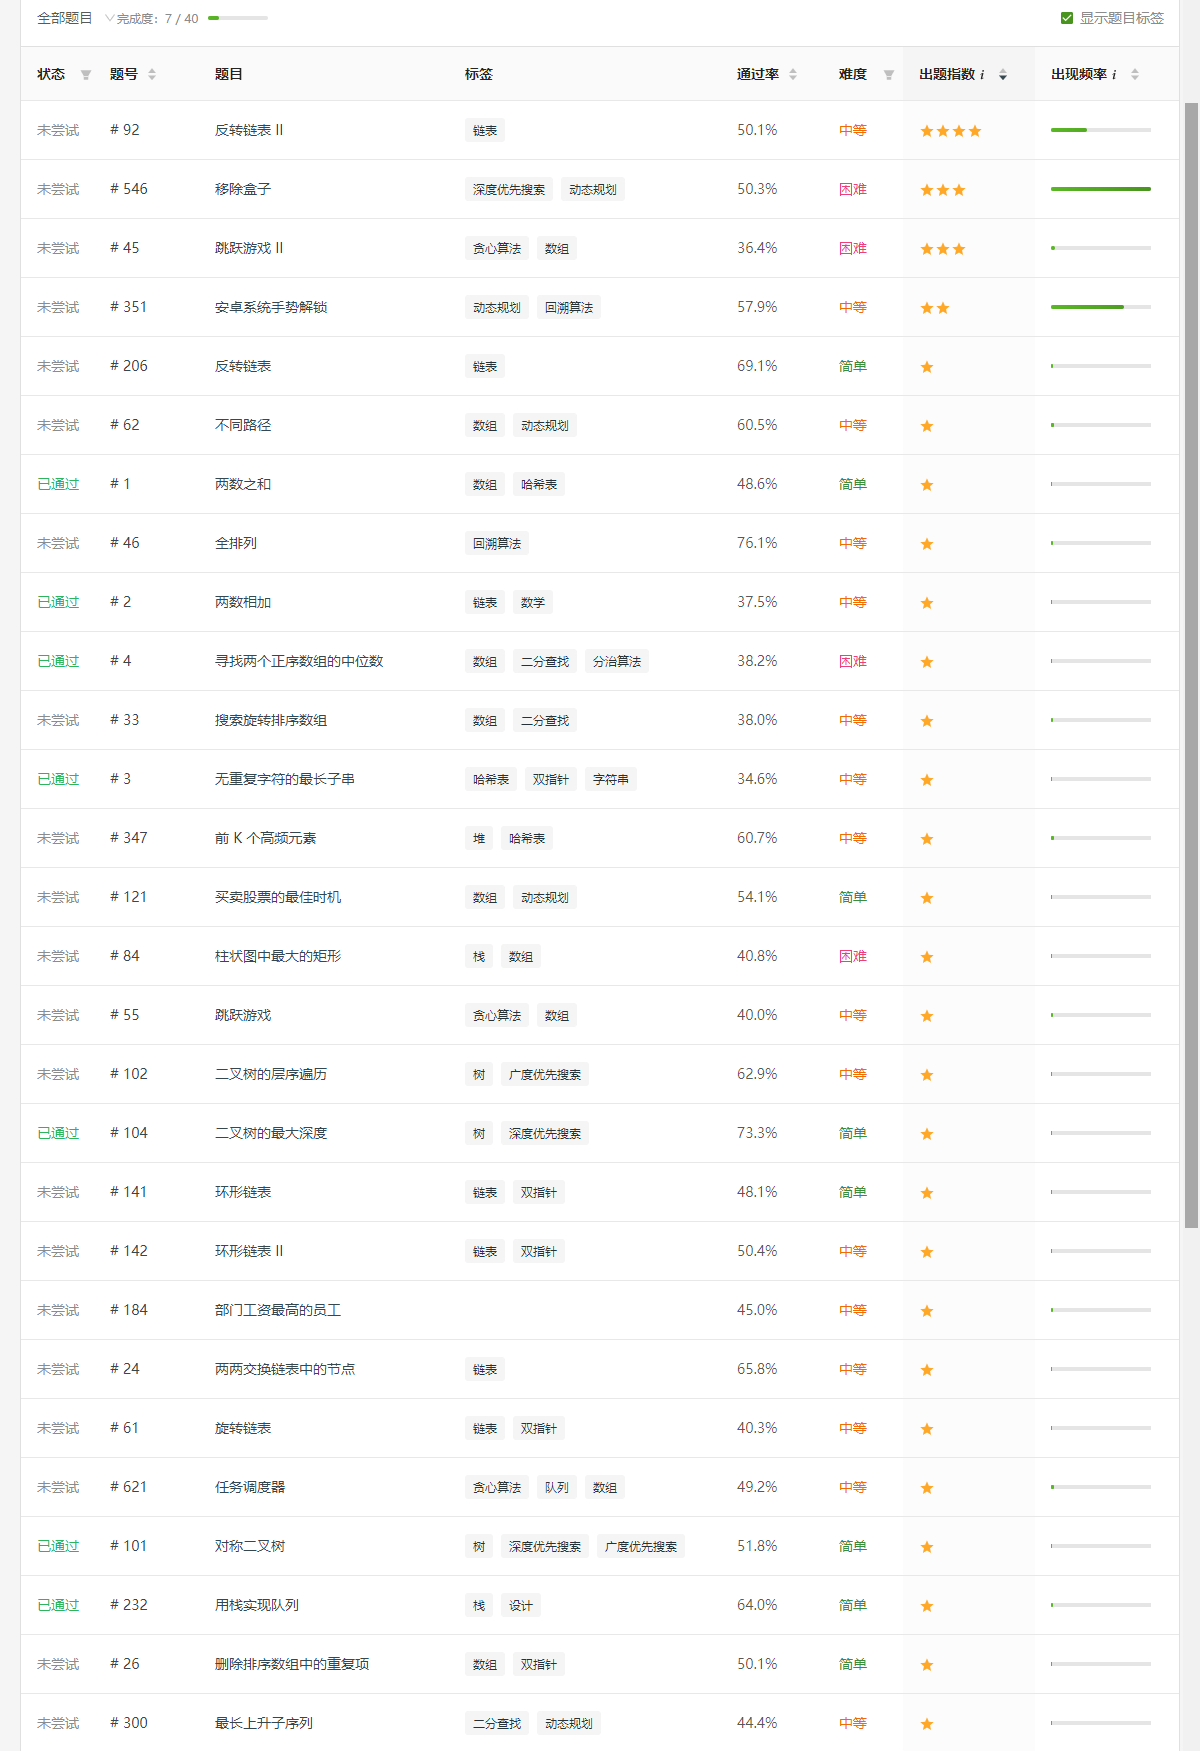 全部题目 完成度：7 / 40 显示题目标签
状态 题号 题目 标签 通过率 难度 出题指数 i 出现频率 i
未尝试 # 92 反转链表 II 链表 50.1% 中等
未尝试 # 546 移除盒子 深度优先搜索 动态规划 50.3% 困难
未尝试 # 45 跳跃游戏 II 贪心算法 数组 36.4% 困难
未尝试 # 351 安卓系统手势解锁 动态规划 回溯算法 57.9% 中等
未尝试 # 206 反转链表 链表 69.1% 简单
未尝试 # 62 不同路径 数组 动态规划 60.5% 中等
已通过 # 1 两数之和 数组 哈希表 48.6% 简单
未尝试 # 46 全排列 回溯算法 76.1% 中等
已通过 # 2 两数相加 链表 数学 37.5% 中等
已通过 # 4 寻找两个正序数组的中位数 数组 二分查找 分治算法 38.2% 困难
未尝试 # 33 搜索旋转排序数组 数组 二分查找 38.0% 中等
已通过 # 3 无重复字符的最长子串 哈希表 双指针 字符串 34.6% 中等
未尝试 # 347 前 K 个高频元素 堆 哈希表 60.7% 中等
未尝试 # 121 买卖股票的最佳时机 数组 动态规划 54.1% 简单
未尝试 # 84 柱状图中最大的矩形 栈 数组 40.8% 困难
未尝试 # 55 跳跃游戏 贪心算法 数组 40.0% 中等
未尝试 # 102 二叉树的层序遍历 树 广度优先搜索 62.9% 中等
已通过 # 104 二叉树的最大深度 树 深度优先搜索 73.3% 简单
未尝试 # 141 环形链表 链表 双指针 48.1% 简单
未尝试 # 142 环形链表 II 链表 双指针 50.4% 中等
未尝试 # 184 部门工资最高的员工 45.0% 中等
未尝试 # 24 两两交换链表中的节点 链表 65.8% 中等
未尝试 # 61 旋转链表 链表 双指针 40.3% 中等
未尝试 # 621 任务调度器 贪心算法 队列 数组 49.2% 中等
已通过 # 101 对称二叉树 树 深度优先搜索 广度优先搜索 51.8% 简单
已通过 # 232 用栈实现队列 栈 设计 64.0% 简单
未尝试 # 26 删除排序数组中的重复项 数组 双指针 50.1% 简单
未尝试 # 300 最长上升子序列 二分查找 动态规划 44.4% 中等